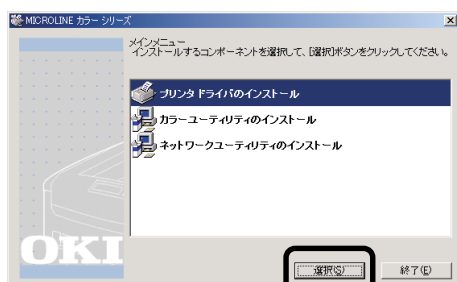 MICROLINE カラー シリーズ
メインメニュー
インストールするコンポーネントを選択して、[選択]ボタンをクリックしてください。
プリンタ ドライバのインストール
カラーユーティリティのインストール
ネットワークユーティリティのインストール
OKI
選択(S)
終了(E)